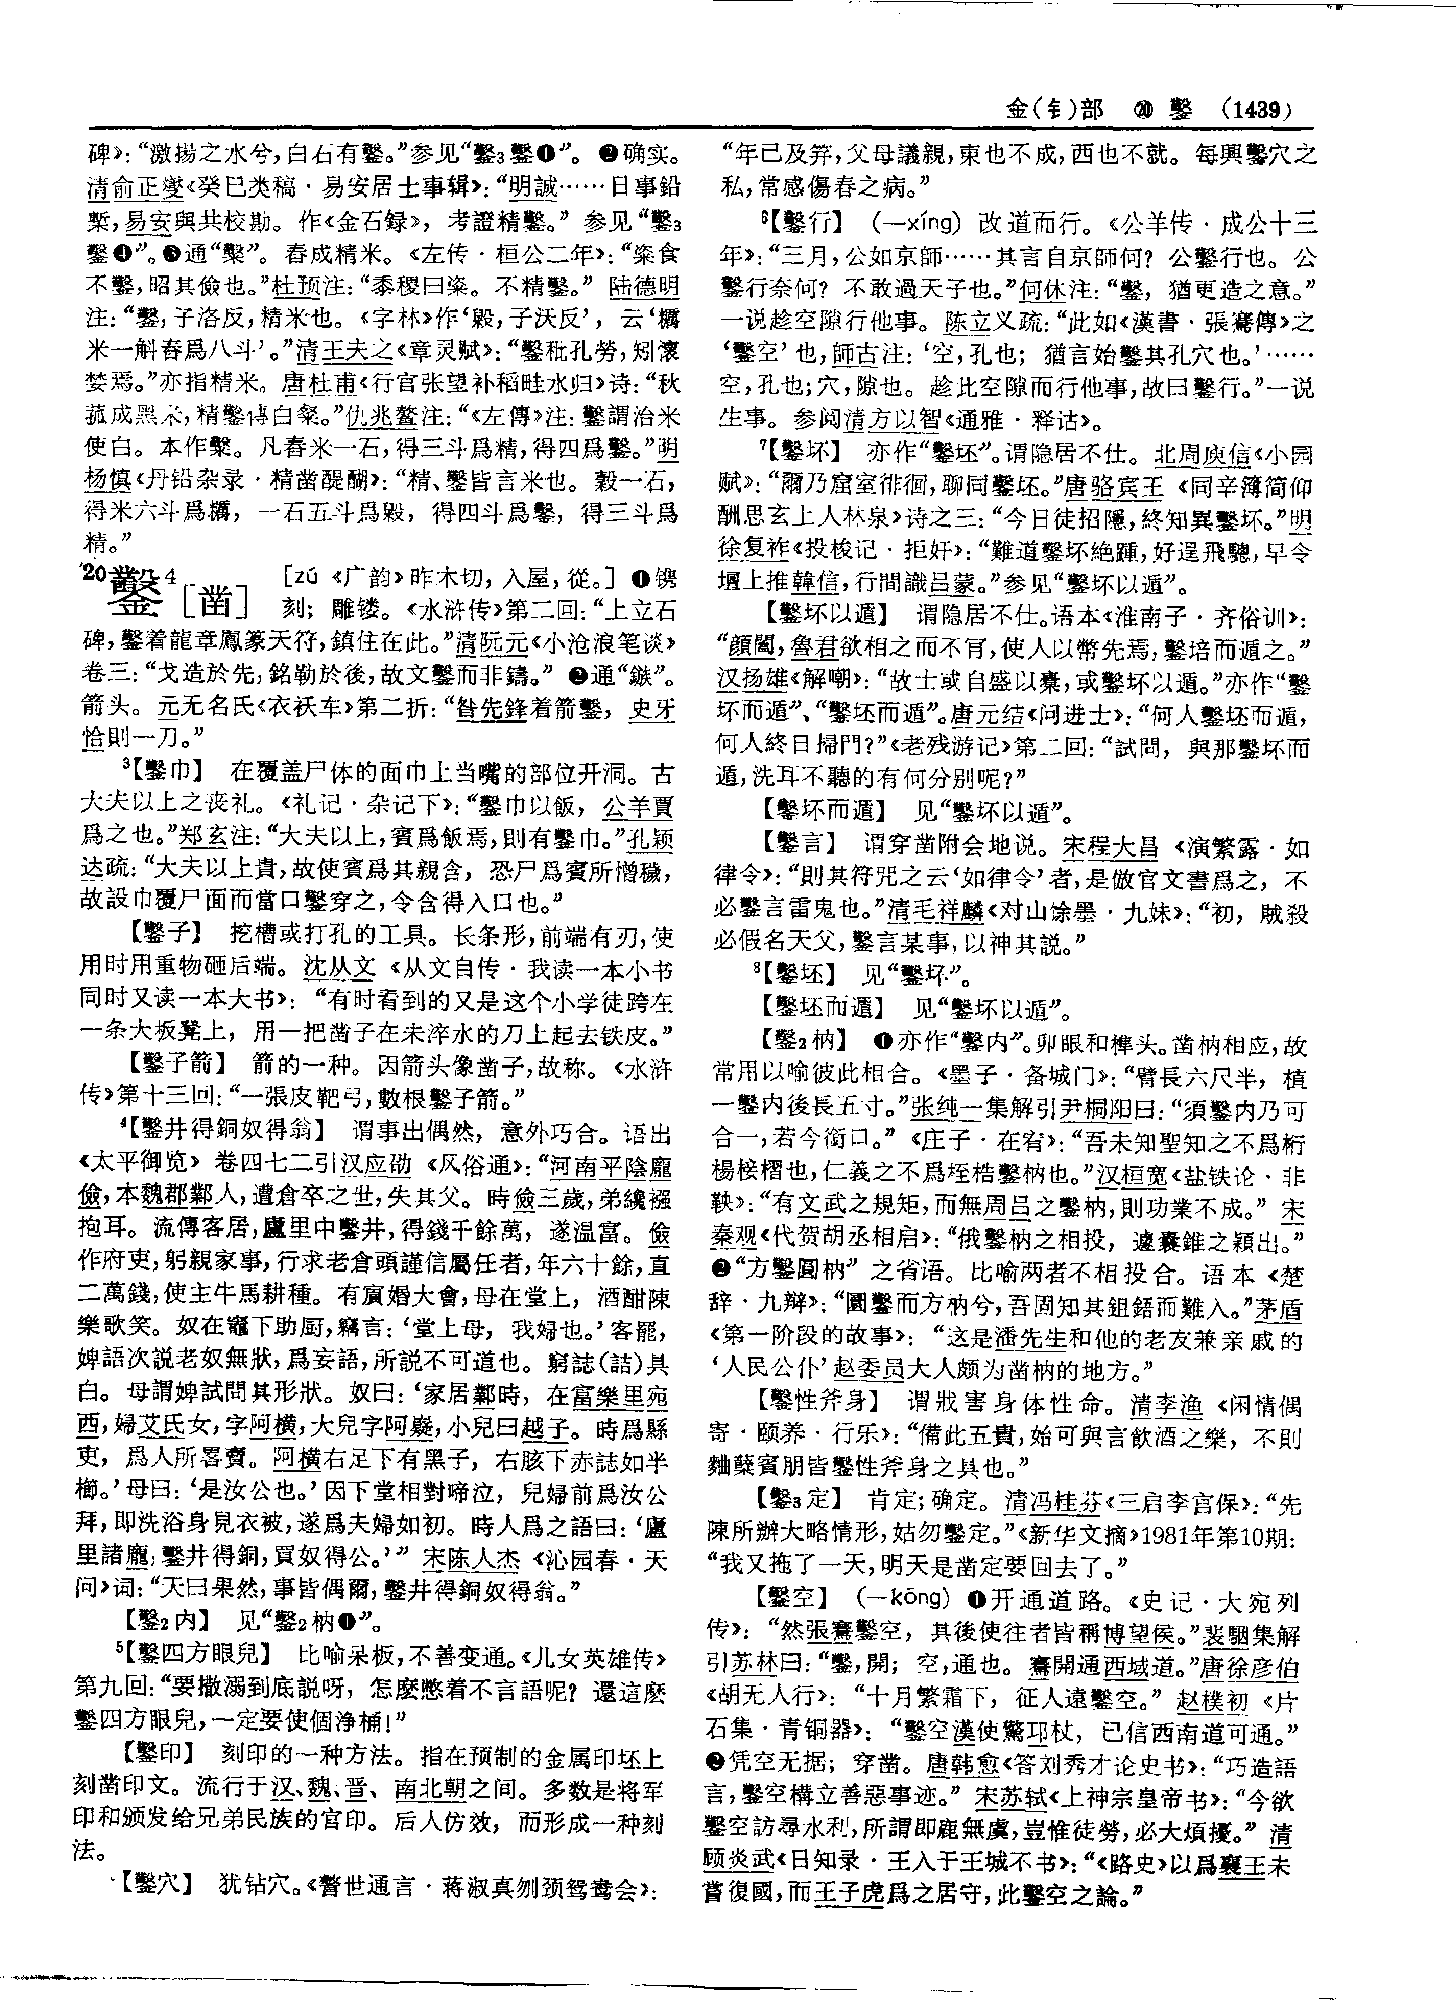 金(钅)部 ⑳ 鑿 (1439)
碑》：“激揚之水兮，白石有鑿。”参见“鑿₃鑿❶”。❷确实。
清俞正燮《癸巳类稿·易安居士事辑》：“明誠……日事鉛
槧，易安與共校勘。作《金石録》，考證精鑿。”参见“鑿₃
鑿❹”。❸通“糳”。舂成精米。《左传·桓公二年》：“粢食
不鑿，昭其儉也。”杜预注：“黍稷曰粢。不精鑿。”陆德明
注：“鑿，子洛反，精米也。《字林》作‘毇，子沃反’，云‘糲
米一斛舂爲八斗’。”清王夫之《章灵赋》：“鑿秕孔勞，矧懷
婪焉。”亦指精米。唐杜甫《行官张望补稻畦水归》诗：“秋
菰成黑米，精鑿傅白粲。”仇兆鳌注：“《左傳》注：鑿謂治米
使白。本作糳。凡舂米一石，得三斗爲精，得四爲鑿。”明
杨慎《丹铅杂录·精凿醍醐》：“精、鑿皆言米也。穀一石，
得米六斗爲糲，一石五斗爲毇，得四斗爲鑿，得三斗爲
精。”
20鑿4［凿］ ［zú《广韵》昨木切，入屋，從。］❶镌
刻；雕镂。《水浒传》第二回：“上立石
碑，鑿着龍章鳳篆天符，鎮住在此。”清阮元《小沧浪笔谈》
卷三：“戈造於先，銘勒於後，故文鑿而非鑄。”❷通“鏃”。
箭头。元无名氏《衣袄车》第二折：“昝先鋒着箭鑿，史牙
恰則一刀。”
³【鑿巾】 在覆盖尸体的面巾上当嘴的部位开洞。古
大夫以上之丧礼。《礼记·杂记下》：“鑿巾以飯，公羊賈
爲之也。”郑玄注：“大夫以上，賓爲飯焉，則有鑿巾。”孔颖
达疏：“大夫以上貴，故使賓爲其親含，恐尸爲賓所憎穢，
故設巾覆尸面而當口鑿穿之，令含得入口也。”
【鑿子】 挖槽或打孔的工具。长条形，前端有刃，使
用时用重物砸后端。沈从文《从文自传·我读一本小书
同时又读一本大书》：“有时看到的又是这个小学徒跨在
一条大板凳上，用一把凿子在未淬水的刀上起去铁皮。”
【鑿子箭】 箭的一种。因箭头像凿子，故称。《水浒
传》第十三回：“一張皮靶弓，數根鑿子箭。”
⁴【鑿井得銅奴得翁】 谓事出偶然，意外巧合。语出
《太平御览》卷四七二引汉应劭《风俗通》：“河南平陰龐
儉，本魏郡鄴人，遭倉卒之世，失其父。時儉三歲，弟纔襁
抱耳。流傳客居，廬里中鑿井，得錢千餘萬，遂温富。儉
作府吏，躬親家事，行求老倉頭謹信屬任者，年六十餘，直
二萬錢，使主牛馬耕種。有賓婚大會，母在堂上，酒酣陳
樂歌笑。奴在竈下助厨，竊言：‘堂上母，我婦也。’客罷，
婢語次説老奴無狀，爲妄語，所説不可道也。窮誌(詰)具
白。母謂婢試問其形狀。奴曰：‘家居鄴時，在富樂里宛
西，婦艾氏女，字阿横，大兒字阿嶷，小兒曰越子。時爲縣
吏，爲人所畧賣。阿横右足下有黑子，右腋下赤誌如半
櫛。’母曰：‘是汝公也。’因下堂相對啼泣，兒婦前爲汝公
拜，即洗浴身見衣被，遂爲夫婦如初。時人爲之語曰：‘廬
里諸龐，鑿井得銅，買奴得公。’”宋陈人杰《沁园春·天
问》词：“天曰果然，事皆偶爾，鑿井得銅奴得翁。”
【鑿₂内】 见“鑿₂枘❶”。
⁵【鑿四方眼兒】 比喻呆板，不善变通。《儿女英雄传》
第九回：“要撒溺到底説呀，怎麽憋着不言語呢？還這麽
鑿四方眼兒，一定要使個净桶！”
【鑿印】 刻印的一种方法。指在预制的金属印坯上
刻凿印文。流行于汉、魏、晋、南北朝之间。多数是将军
印和颁发给兄弟民族的官印。后人仿效，而形成一种刻
法。
【鑿穴】 犹钻穴。《警世通言·蒋淑真刎颈鸳鸯会》：
“年已及笄，父母議親，東也不成，西也不就。每興鑿穴之
私，常感傷春之病。”
⁶【鑿行】 (—xíng) 改道而行。《公羊传·成公十三
年》：“三月，公如京師……其言自京師何？公鑿行也。公
鑿行奈何？不敢過天子也。”何休注：“鑿，猶更造之意。”
一说趁空隙行他事。陈立义疏：“此如《漢書·張騫傳》之
‘鑿空’也，師古注：‘空，孔也；猶言始鑿其孔穴也。’……
空，孔也；穴，隙也。趁比空隙而行他事，故曰鑿行。”一说
生事。参阅清方以智《通雅·释诂》。
⁷【鑿坏】 亦作“鑿坯”。谓隐居不仕。北周庾信《小园
赋》：“爾乃窟室徘徊，聊同鑿坯。”唐骆宾王《同辛簿简仰
酬思玄上人林泉》诗之三：“今日徒招隱，終知異鑿坏。”明
徐复祚《投梭记·拒奸》：“難道鑿坏絶踵，好逞飛驄，早令
壇上推韓信，行間識吕蒙。”参见“鑿坏以遁”。
【鑿坏以遁】 谓隐居不仕。语本《淮南子·齐俗训》：
“顔闔，魯君欲相之而不肎，使人以幣先焉，鑿培而遁之。”
汉扬雄《解嘲》：“故士或自盛以橐，或鑿坏以遁。”亦作“鑿
坏而遁”、“鑿坯而遁”。唐元结《问进士》：“何人鑿坯而遁，
何人終日掃門？”《老残游记》第二回：“試問，與那鑿坏而
遁，洗耳不聽的有何分别呢？”
【鑿坏而遁】 见“鑿坏以遁”。
【鑿言】 谓穿凿附会地说。宋程大昌《演繁露·如
律令》：“則其符咒之云‘如律令’者，是倣官文書爲之，不
必鑿言雷鬼也。”清毛祥麟《对山馀墨·九妹》：“初，賊殺
必假名天父，鑿言某事，以神其説。”
⁸【鑿坯】 见“鑿坏”。
【鑿坯而遁】 见“鑿坏以遁”。
【鑿₂枘】 ❶亦作“鑿内”。卯眼和榫头。凿枘相应，故
常用以喻彼此相合。《墨子·备城门》：“臂長六尺半，植
一鑿内後長五寸。”张纯一集解引尹桐阳曰：“須鑿内乃可
合一，若今銜口。”《庄子·在宥》：“吾未知聖知之不爲桁
楊椄槢也，仁義之不爲桎梏鑿枘也。”汉桓宽《盐铁论·非
鞅》：“有文武之規矩，而無周吕之鑿枘，則功業不成。”宋
秦观《代贺胡丞相启》：“俄鑿枘之相投，遽囊錐之穎出。”
❷“方鑿圓枘”之省语。比喻两者不相投合。语本《楚
辞·九辩》：“圜鑿而方枘兮，吾固知其鉏鋙而難入。”茅盾
《第一阶段的故事》：“这是潘先生和他的老友兼亲戚的
‘人民公仆’赵委员大人颇为凿枘的地方。”
【鑿性斧身】 谓戕害身体性命。清李渔《闲情偶
寄·颐养·行乐》：“備此五貴，始可與言飲酒之樂，不則
麯蘖賓朋皆鑿性斧身之具也。”
【鑿₃定】 肯定；确定。清冯桂芬《三启李宫保》：“先
陳所辦大略情形，姑勿鑿定。”《新华文摘》1981年第10期：
“我又拖了一天，明天是凿定要回去了。”
【鑿空】 (—kōng) ❶开通道路。《史记·大宛列
传》：“然張騫鑿空，其後使往者皆稱博望侯。”裴駰集解
引苏林曰：“鑿，開；空，通也。騫開通西域道。”唐徐彦伯
《胡无人行》：“十月繁霜下，征人遠鑿空。”赵樸初《片
石集·青铜器》：“鑿空漢使驚邛杖，已信西南道可通。”
❷凭空无据；穿凿。唐韩愈《答刘秀才论史书》：“巧造語
言，鑿空構立善惡事迹。”宋苏轼《上神宗皇帝书》：“今欲
鑿空訪尋水利，所謂即鹿無虞，豈惟徒勞，必大煩擾。”清
顾炎武《日知录·王入于王城不书》：“《路史》以爲襄王未
嘗復國，而王子虎爲之居守，此鑿空之論。”